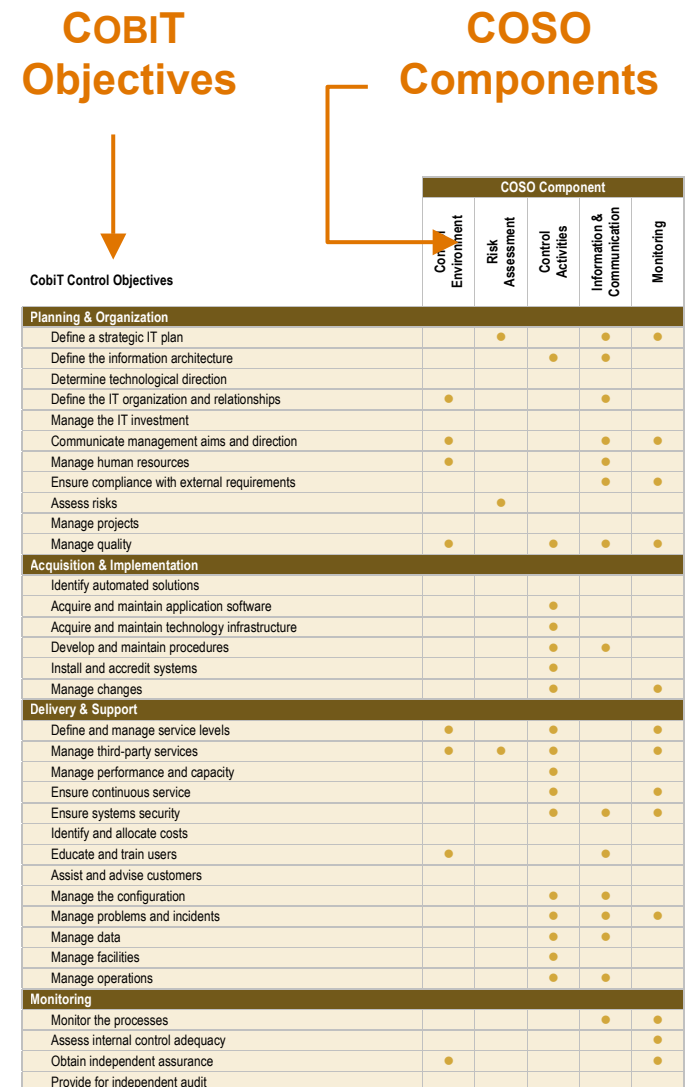 COBIT
Objectives
COSO
Components
COSO Component
CobiT Control Objectives
Environment
Risk
Assessment
Control
Activities
Information &
Communication
Monitoring
Planning & Organization
Define a strategic IT plan
Define the information architecture
Determine technological direction
Define the IT organization and relationships
Manage the IT investment
Communicate management aims and direction
Manage human resources
Ensure compliance with external requirements
Assess risks
Manage projects
Manage quality
Acquisition & Implementation
Identify automated solutions
Acquire and maintain application software
Acquire and maintain technology infrastructure
Develop and maintain procedures
Install and accredit systems
Manage changes
Delivery & Support
Define and manage service levels
Manage third-party services
Manage performance and capacity
Ensure continuous service
Ensure systems security
Identify and allocate costs
Educate and train users
Assist and advise customers
Manage the configuration
Manage problems and incidents
Manage data
Manage facilities
Manage operations
Monitoring
Monitor the processes
Assess internal control adequacy
Obtain independent assurance
Provide for independent audit